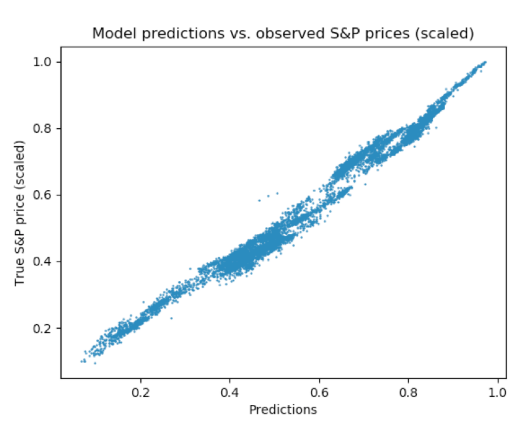 Model predictions vs. observed S&P prices (scaled)
True S&P price (scaled)
1.0
0.8
0.6
0.4
0.2
0.2 0.4 0.6 0.8 1.0
Predictions